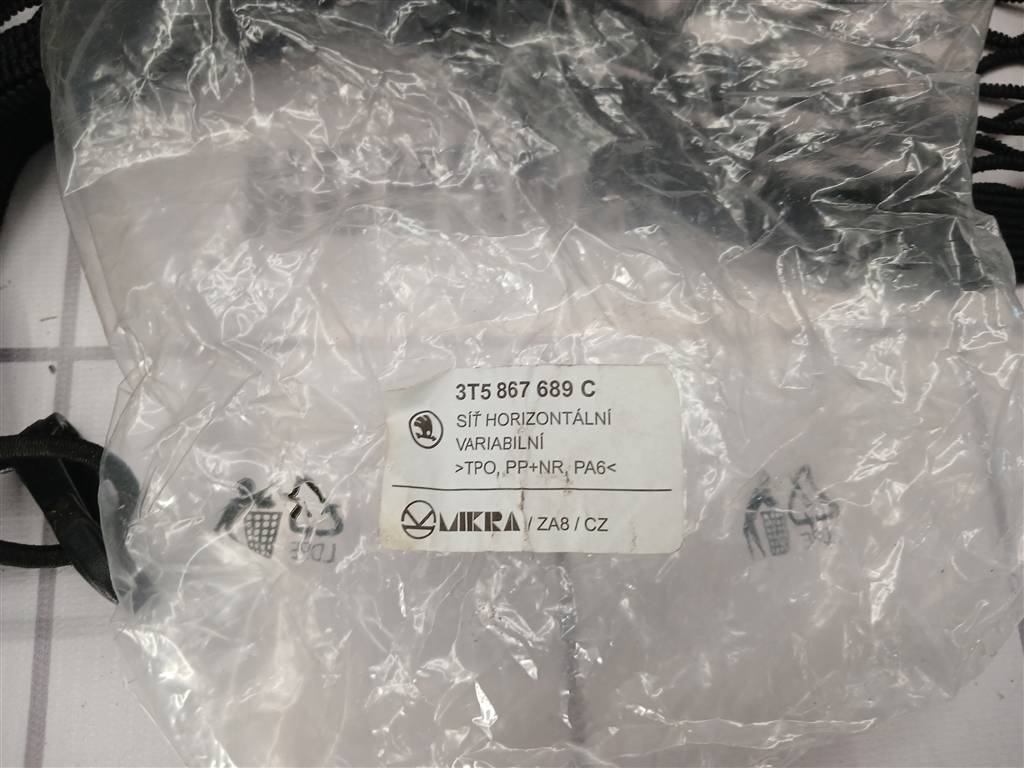 3T5 867 689 C
SÍŤ HORIZONTÁLNÍ
VARIABILNÍ
>TPO, PP+NR, PA6<
MIKRA / ZA8 / CZ